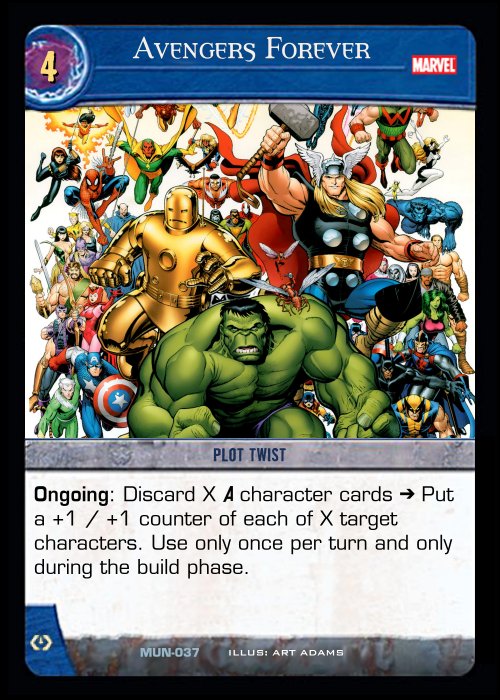 4
AVENGERS FOREVER
MARVEL
PLOT TWIST
Ongoing: Discard X A character cards ➔ Put
a +1 / +1 counter of each of X target
characters. Use only once per turn and only
during the build phase.
MUN-037 ILLUS: ART ADAMS